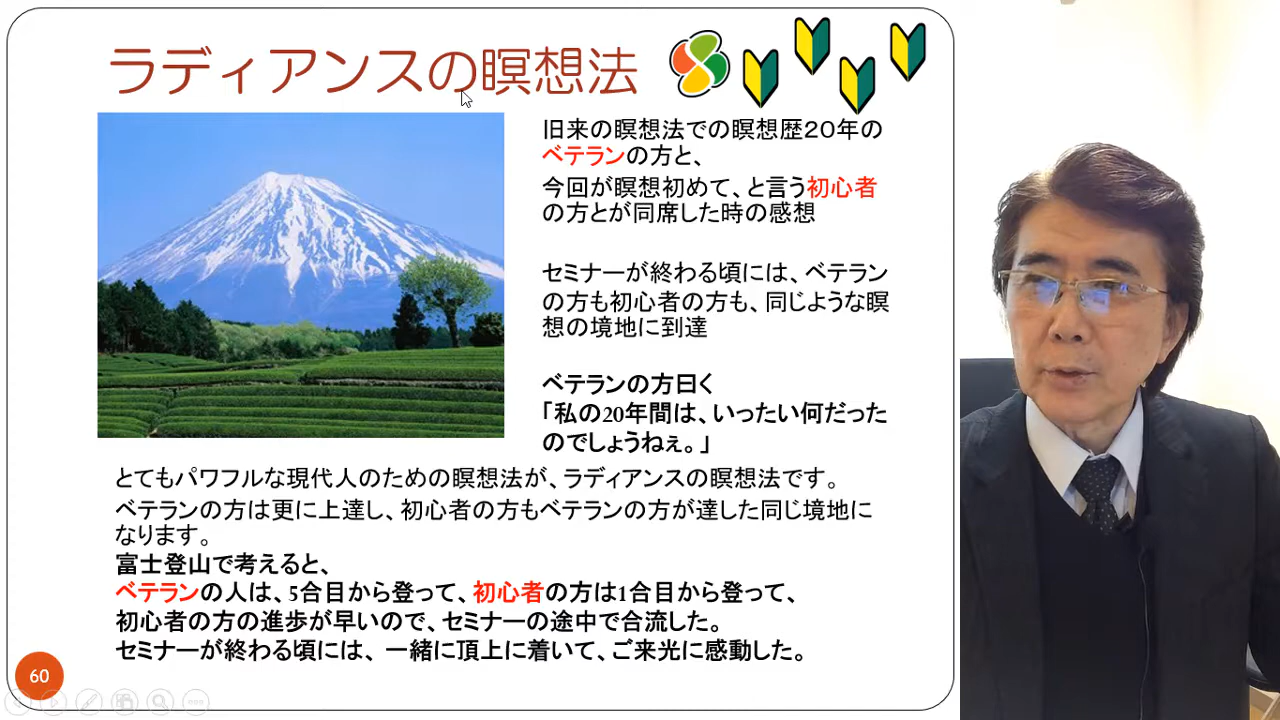 ラディアンスの瞑想法
旧来の瞑想法での瞑想歴２０年の
ベテランの方と、
今回が瞑想初めて、と言う初心者
の方とが同席した時の感想
セミナーが終わる頃には、ベテラン
の方も初心者の方も、同じような瞑
想の境地に到達
ベテランの方曰く
「私の20年間は、いったい何だった
のでしょうねぇ。」
とてもパワフルな現代人のための瞑想法が、ラディアンスの瞑想法です。
ベテランの方は更に上達し、初心者の方もベテランの方が達した同じ境地に
なります。
富士登山で考えると、
ベテランの人は、5合目から登って、初心者の方は1合目から登って、
初心者の方の進歩が早いので、セミナーの途中で合流した。
セミナーが終わる頃には、一緒に頂上に着いて、ご来光に感動した。
60